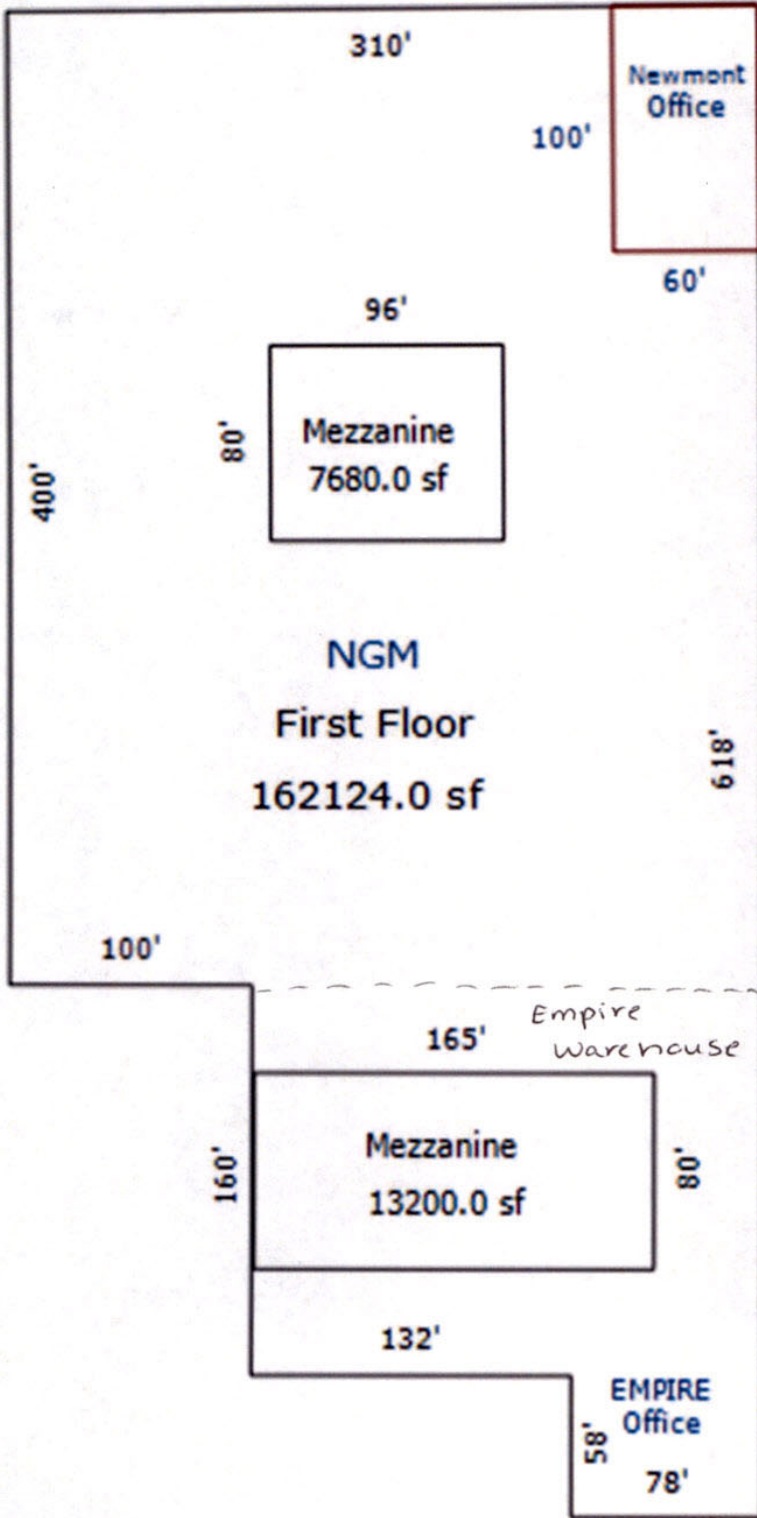 310'
Newmont
Office
100'
60'
96'
80'
Mezzanine
7680.0 sf
400'
NGM
First Floor
162124.0 sf
618'
100'
Empire
warehouse
165'
160'
Mezzanine
13200.0 sf
80'
132'
EMPIRE
Office
58'
78'